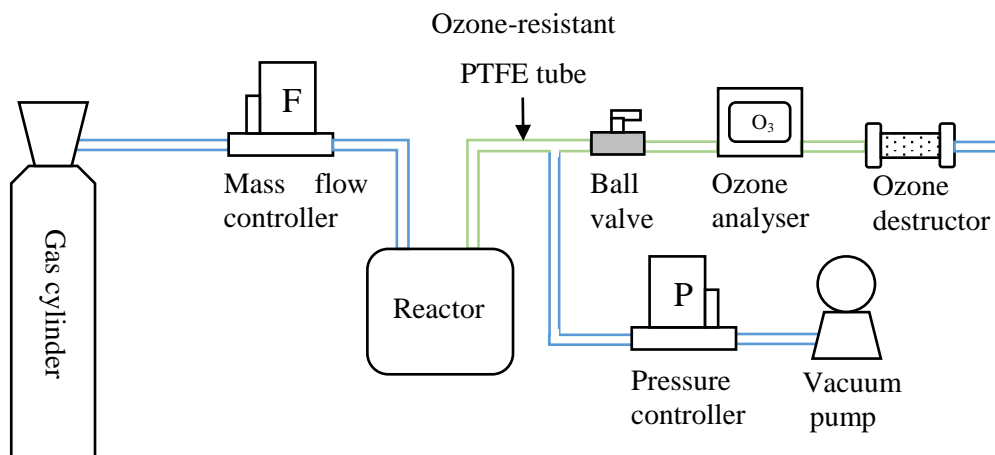 Ozone-resistant
PTFE tube
F
O₃
Mass flow
controller
Ball
valve
Ozone
analyser
Ozone
destructor
Gas cylinder
Reactor
P
Pressure
controller
Vacuum
pump